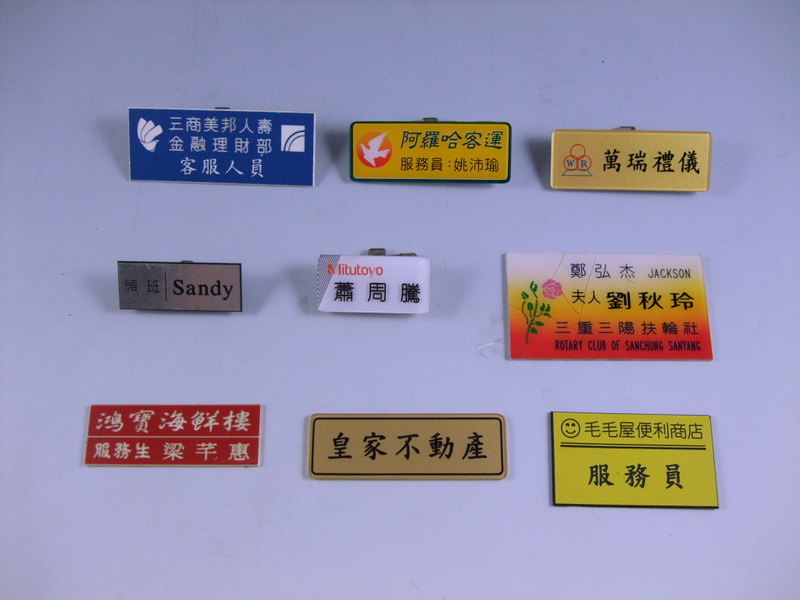 三商美邦人壽
金融理財部
客服人員
阿羅哈客運
服務員:姚沛瑜
WR
萬瑞禮儀
領班 Sandy
Mitutoyo
蕭周騰
鄭弘杰 JACKSON
夫人 劉秋玲
三重三陽扶輪社
ROTARY CLUB OF SANCHUNG SANYANG
鴻寶海鮮樓
服務生 梁芊惠
皇家不動產
毛毛屋便利商店
服務員